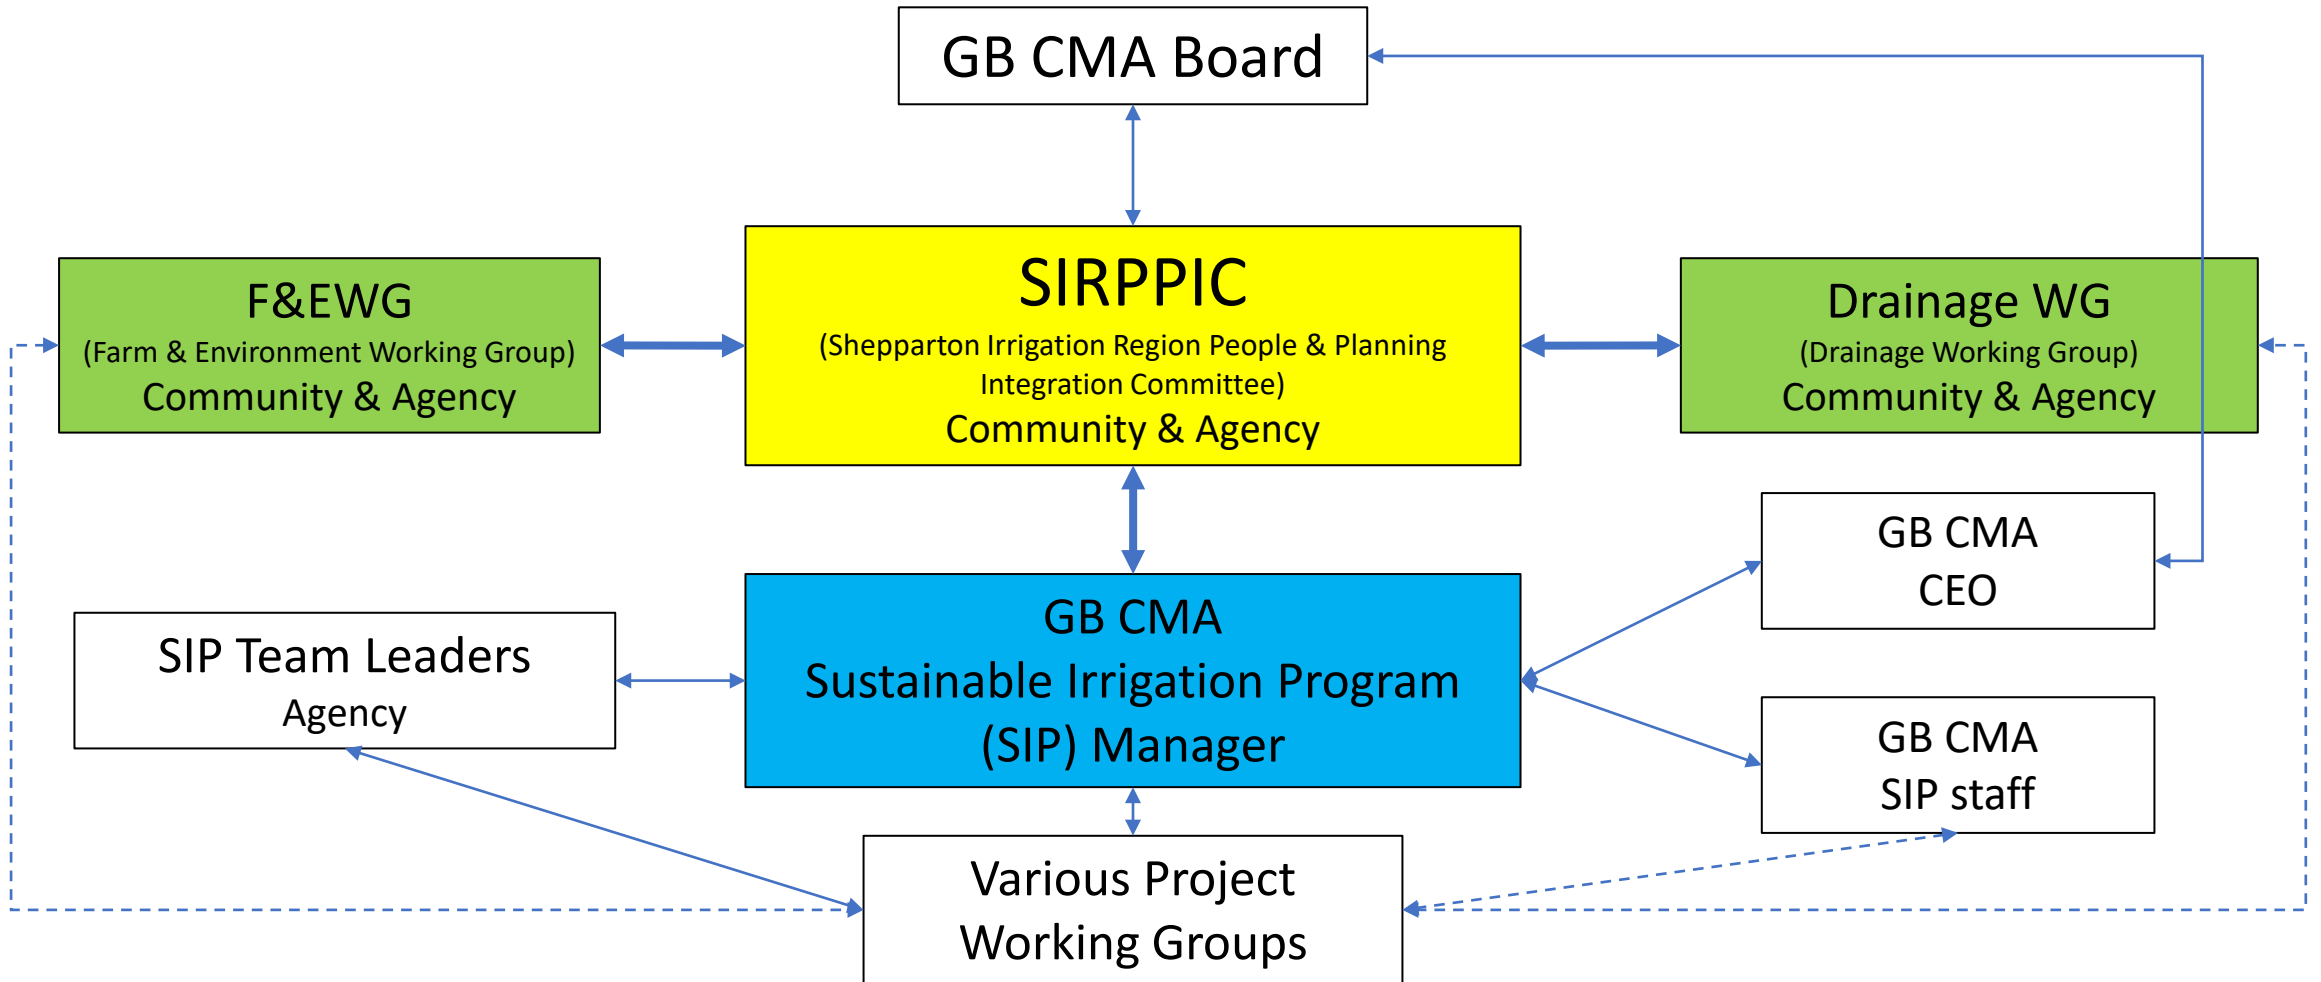 GB CMA Board
F&EWG
(Farm & Environment Working Group)
Community & Agency
SIRPPIC
(Shepparton Irrigation Region People & Planning
Integration Committee)
Community & Agency
Drainage WG
(Drainage Working Group)
Community & Agency
SIP Team Leaders
Agency
GB CMA
Sustainable Irrigation Program
(SIP) Manager
GB CMA
CEO
GB CMA
SIP staff
Various Project
Working Groups